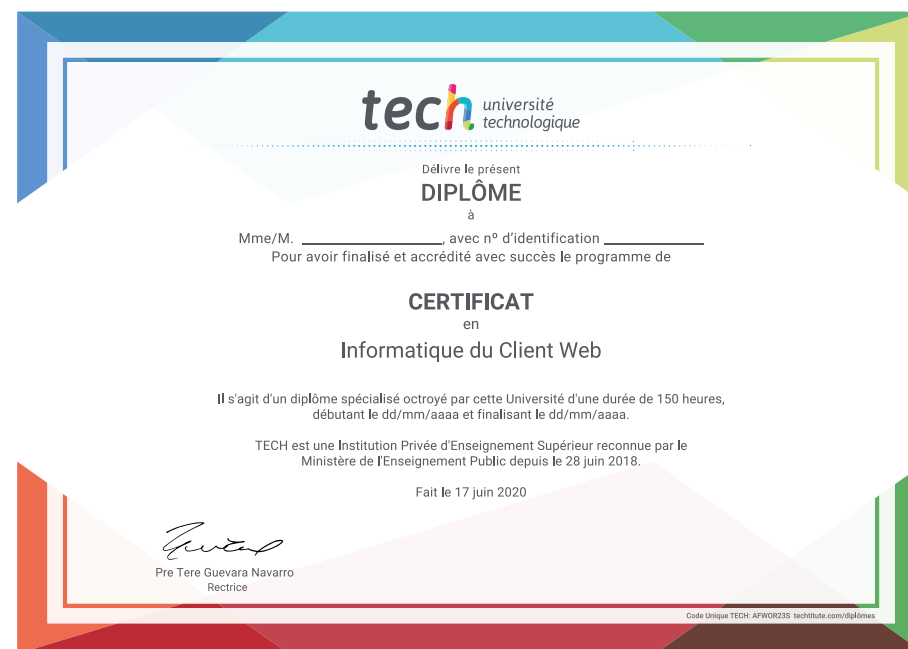 tech université
technologique
Délivre le présent
DIPLÔME
à
Mme/M. ____________________, avec nº d'identification ______________
Pour avoir finalisé et accrédité avec succès le programme de
CERTIFICAT
en
Informatique du Client Web
Il s'agit d'un diplôme spécialisé octroyé par cette Université d'une durée de 150 heures,
débutant le dd/mm/aaaa et finalisant le dd/mm/aaaa.
TECH est une Institution Privée d'Enseignement Supérieur reconnue par le
Ministère de l'Enseignement Public depuis le 28 juin 2018.
Fait le 17 juin 2020
Pre Tere Guevara Navarro
Rectrice
Code Unique TECH: AFWOR23S techtitute.com/diplômes